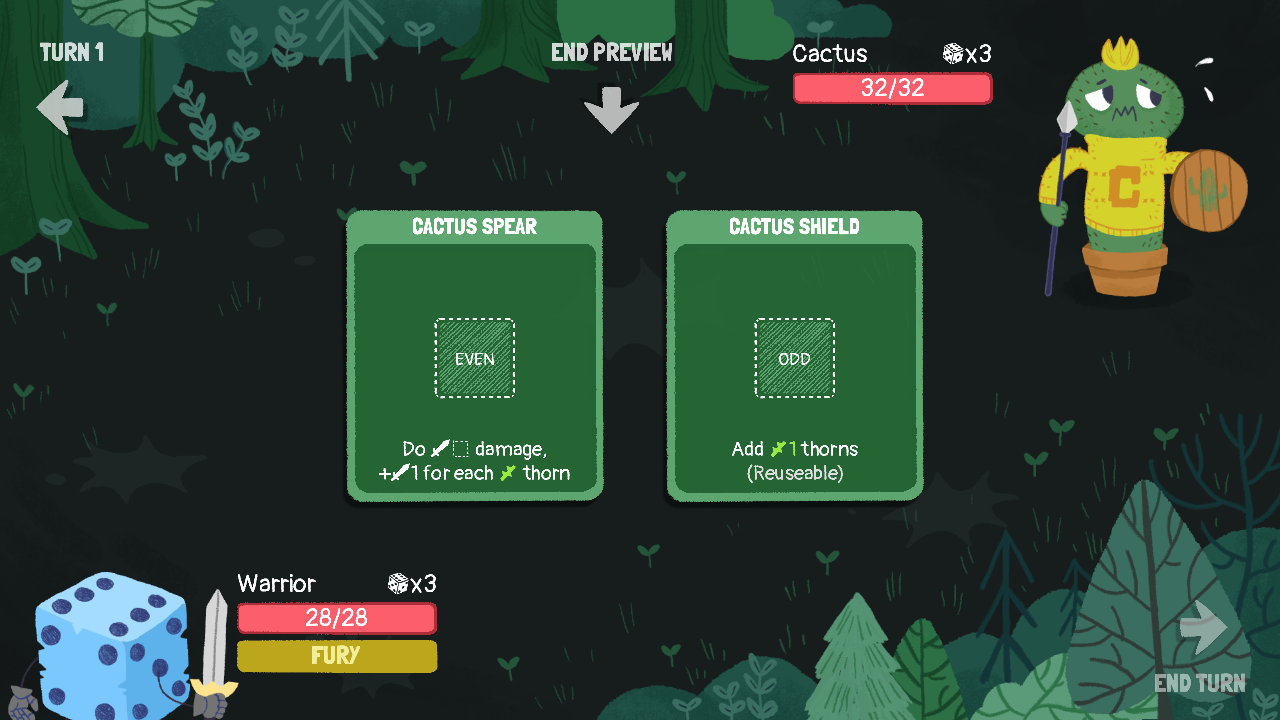 TURN 1
END PREVIEW
Cactus x3
32/32
C
CACTUS SPEAR
EVEN
Do damage,
+1 for each thorn
CACTUS SHIELD
ODD
Add 1 thorns
(Reuseable)
Warrior x3
28/28
FURY
END TURN